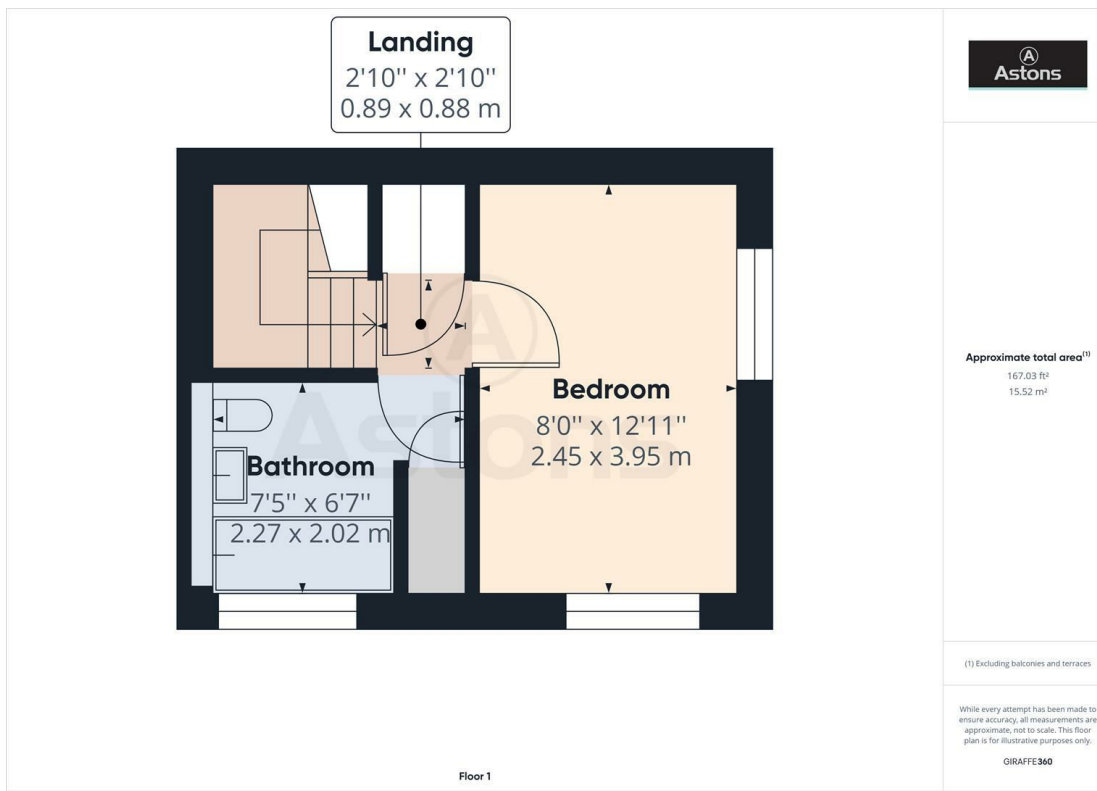 Landing
2'10'' x 2'10''
0.89 x 0.88 m
A
Astons
A
Astons
Bedroom
8'0'' x 12'11''
2.45 x 3.95 m
Bathroom
7'5'' x 6'7''
2.27 x 2.02 m
Approximate total area(1)
167.03 ft²
15.52 m²
(1) Excluding balconies and terraces
While every attempt has been made to
ensure accuracy, all measurements are
approximate, not to scale. This floor
plan is for illustrative purposes only.
GIRAFFE360
Floor 1